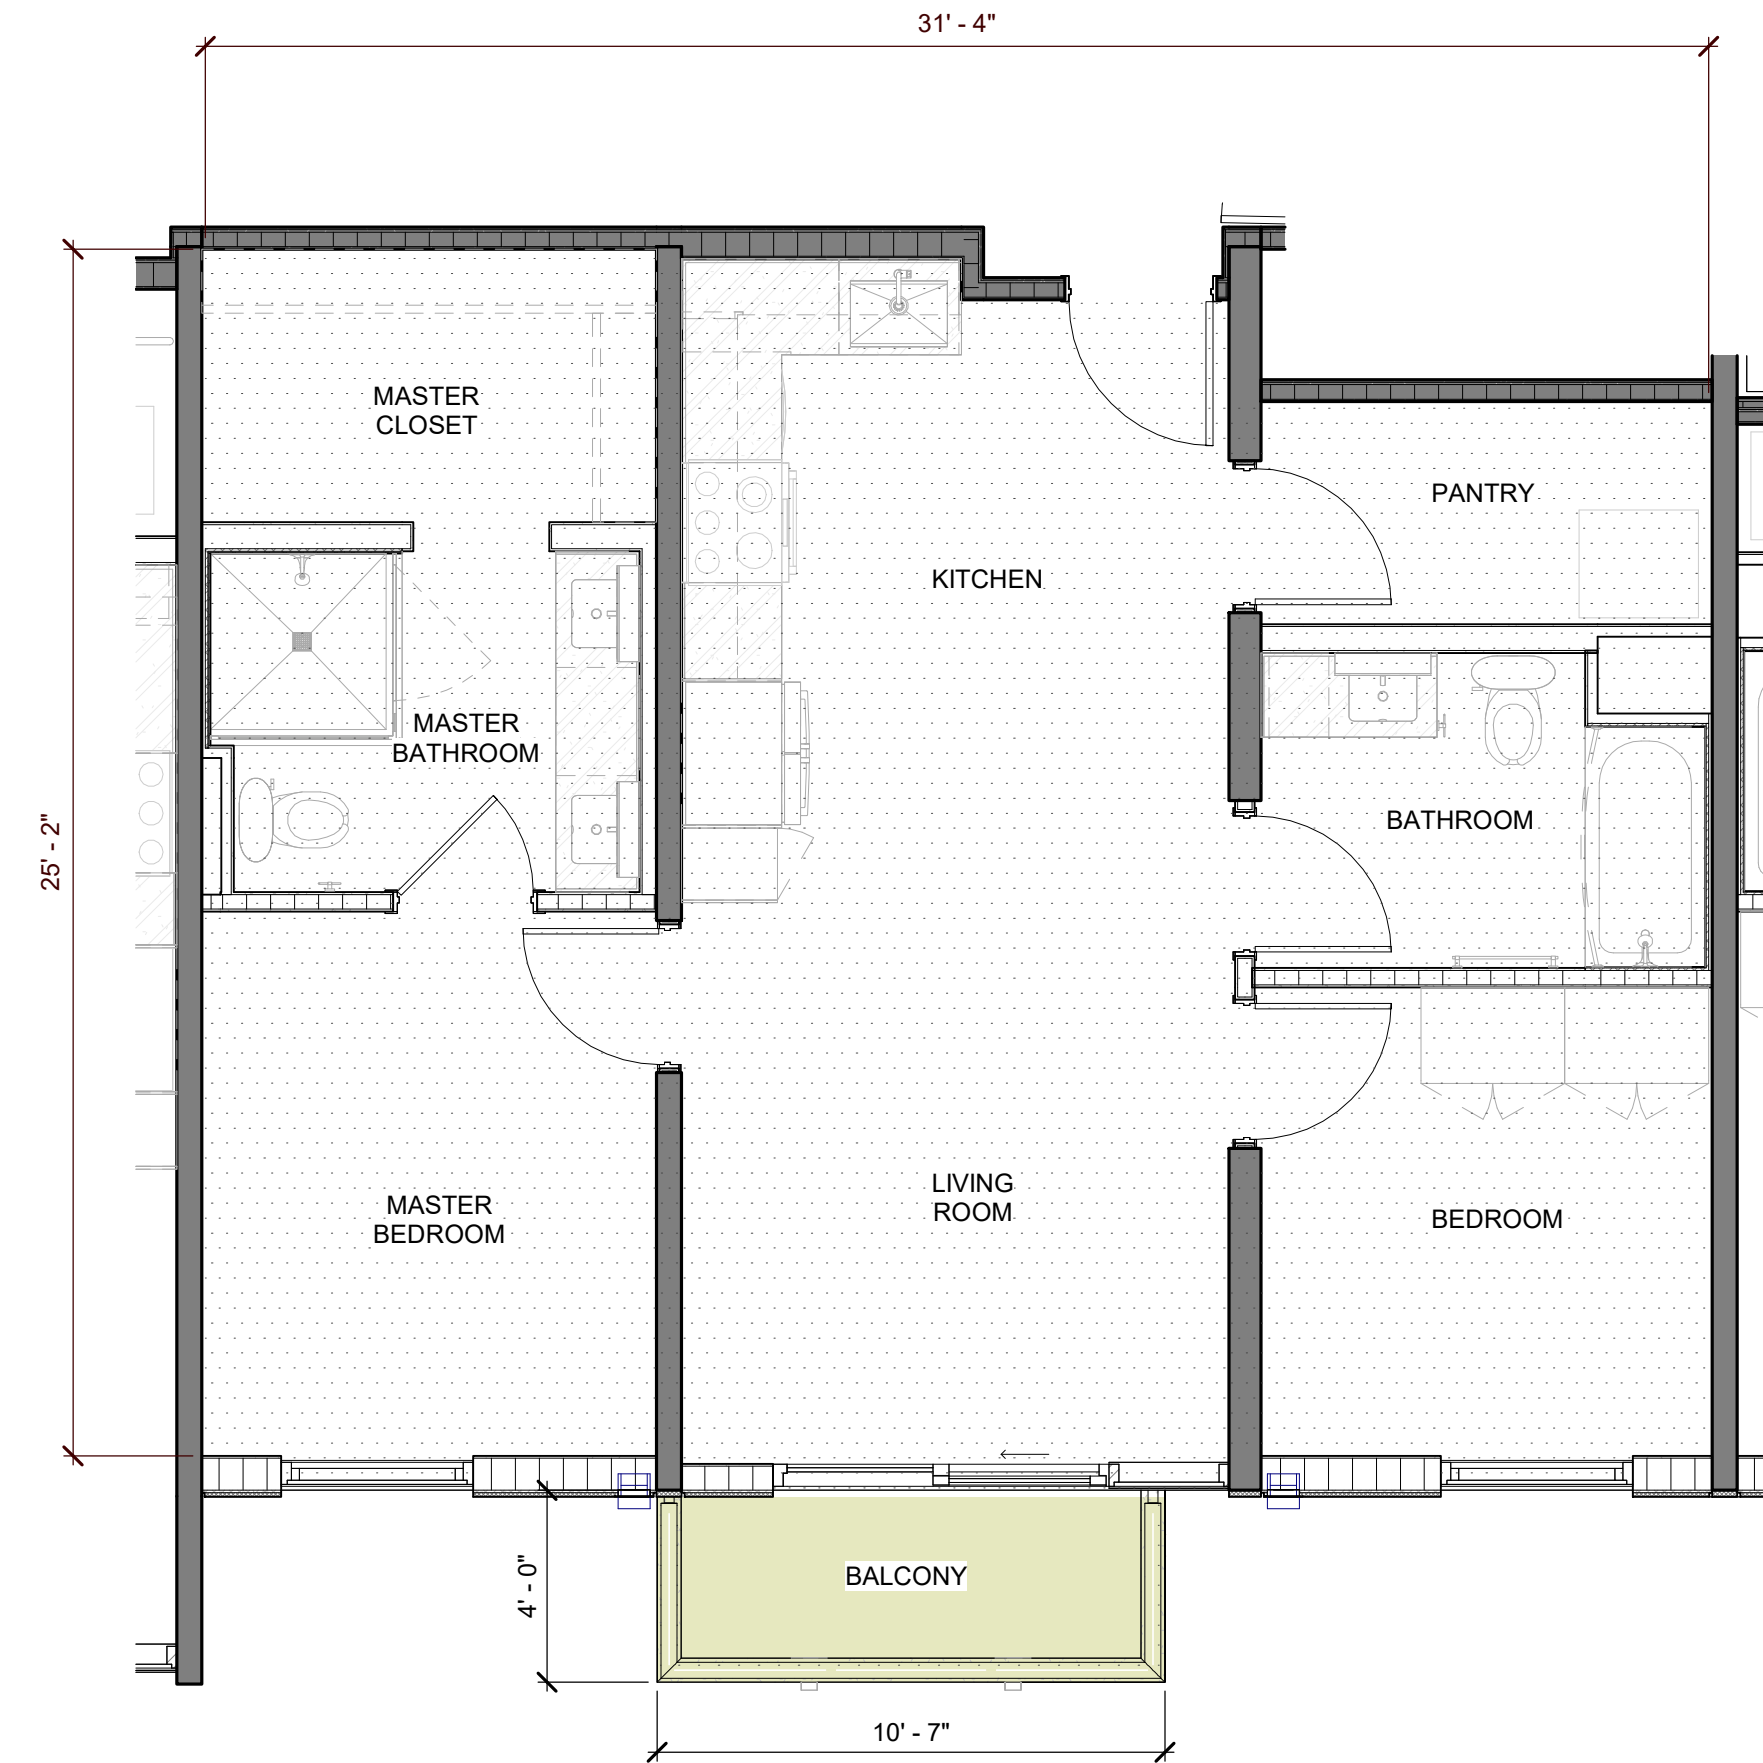 31' - 4"
MASTER
CLOSET
PANTRY
KITCHEN
MASTER
BATHROOM
BATHROOM
25' - 2"
MASTER
BEDROOM
LIVING
ROOM
BEDROOM
BALCONY
4' - 0"
10' - 7"